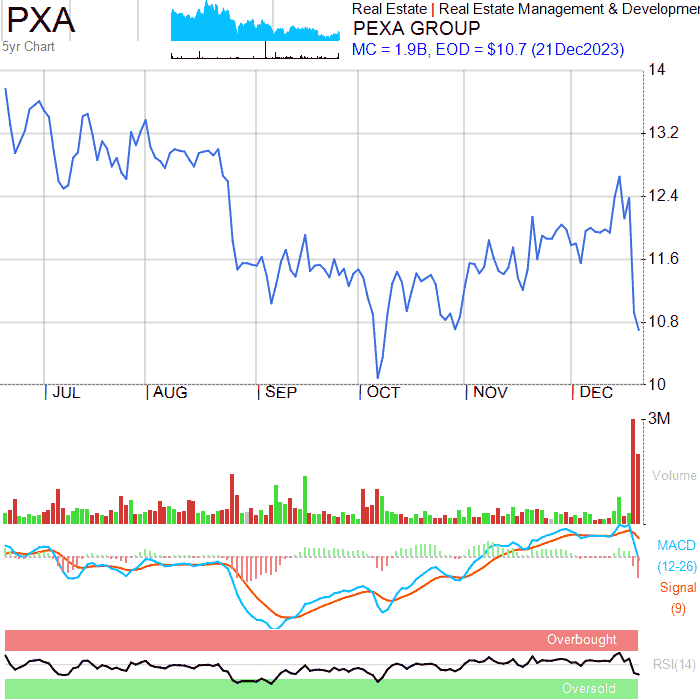 PXA
5yr Chart
Real Estate | Real Estate Management & Developmen
PEXA GROUP
MC = 1.9B, EOD = $10.7 (21Dec2023)
14
13.2
12.4
11.6
10.8
10
JUL AUG SEP OCT NOV DEC
3M
Volume
MACD
(12-26)
Signal
(9)
Overbought
RSI(14)
Oversold